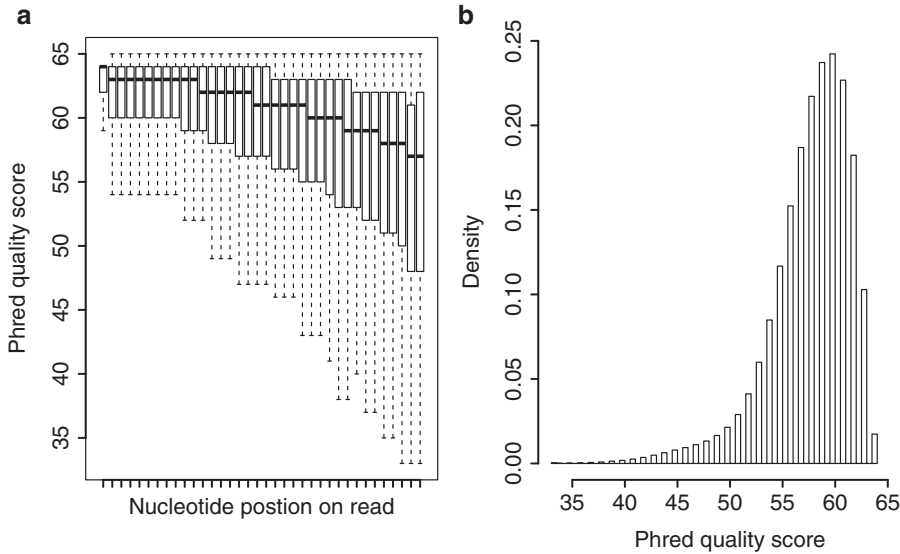 a
65
60
55
50
45
40
35
Phred quality score
Nucleotide postion on read
b
0.25
0.20
0.15
0.10
0.05
0.00
Density
35 40 45 50 55 60 65
Phred quality score